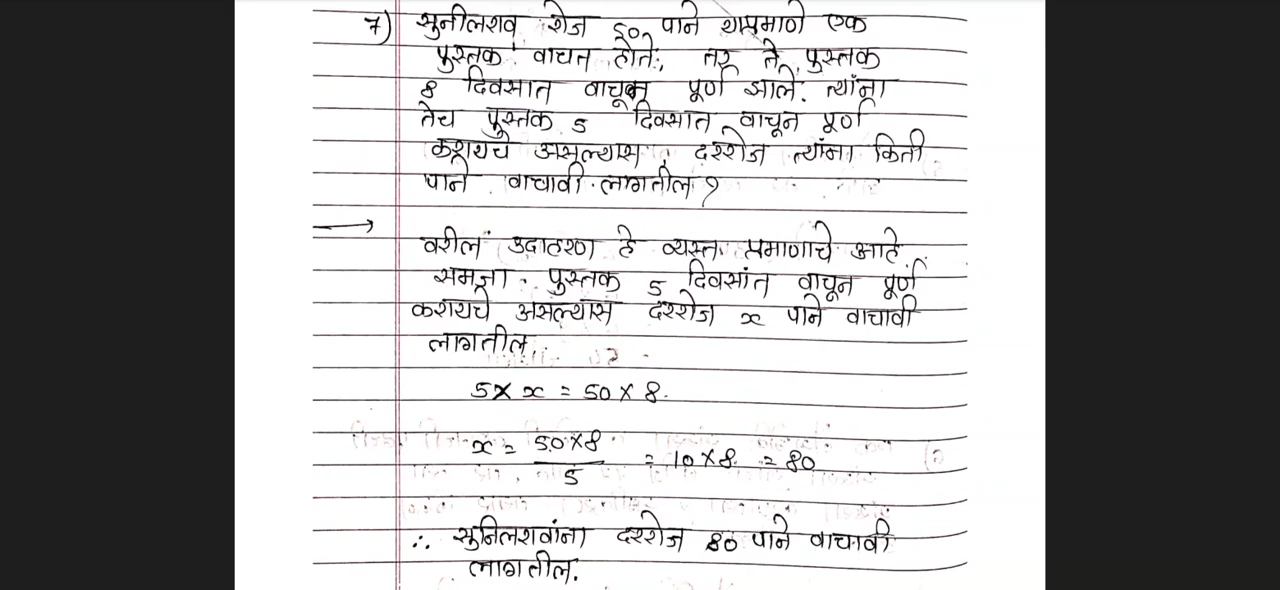 7) सुनीलराव रोज 50 पाने याप्रमाणे एक
पुस्तक वाचत होते, तर ते पुस्तक
8 दिवसात वाचून पूर्ण झाले. त्यांना
तेच पुस्तक 5 दिवसात वाचून पूर्ण
करायचे असल्यास, दररोज त्यांना किती
पाने वाचावी लागतील ?
→
वरील उदाहरण हे व्यस्त प्रमाणाचे आहे.
समजा पुस्तक 5 दिवसांत वाचून पूर्ण
करायचे असल्यास दररोज x पाने वाचावी
लागतील.
5 × x = 50 × 8.
x = 50×8 / 5 = 10 × 8 = 80
∴ सुनिलरावांना दररोज 80 पाने वाचावी
लागतील.